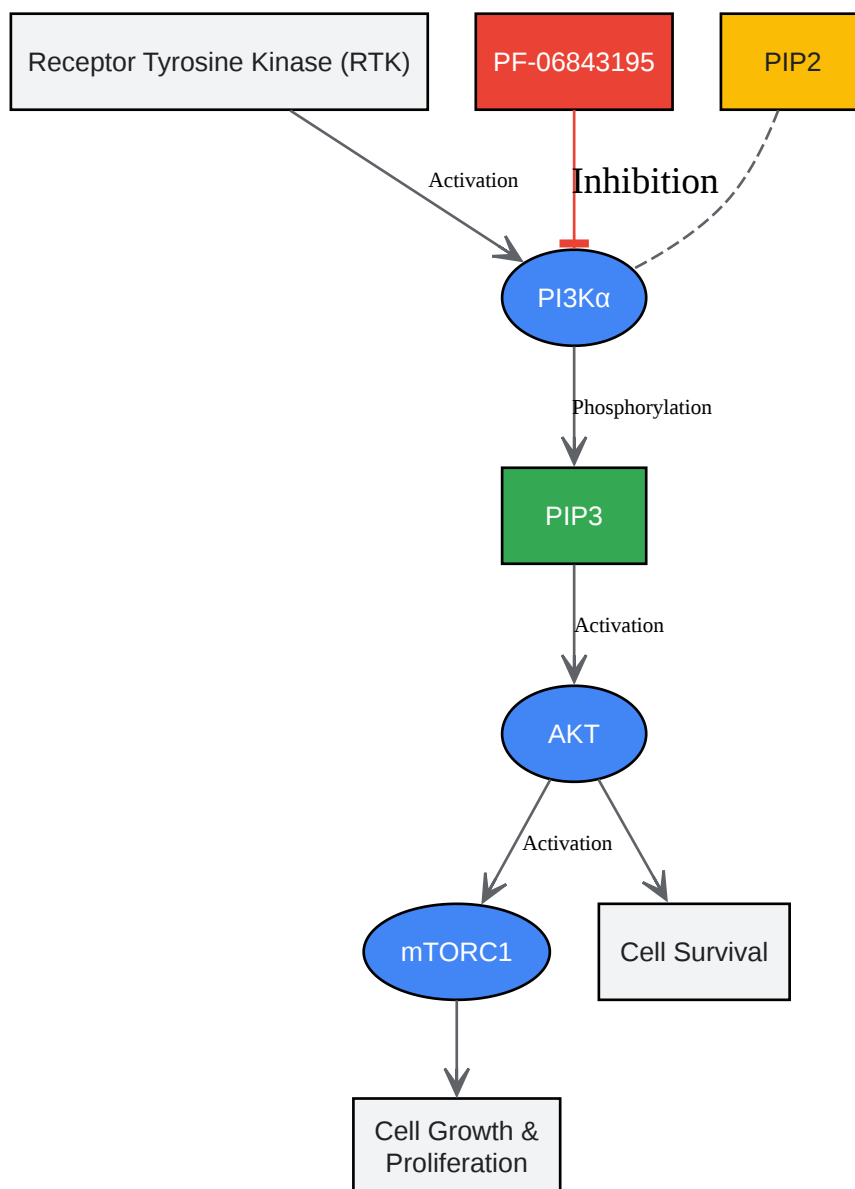 Receptor Tyrosine Kinase (RTK)
PF-06843195
PIP2
Activation
Inhibition
PI3Kα
Phosphorylation
PIP3
Activation
AKT
Activation
mTORC1
Cell Survival
Cell Growth &
Proliferation